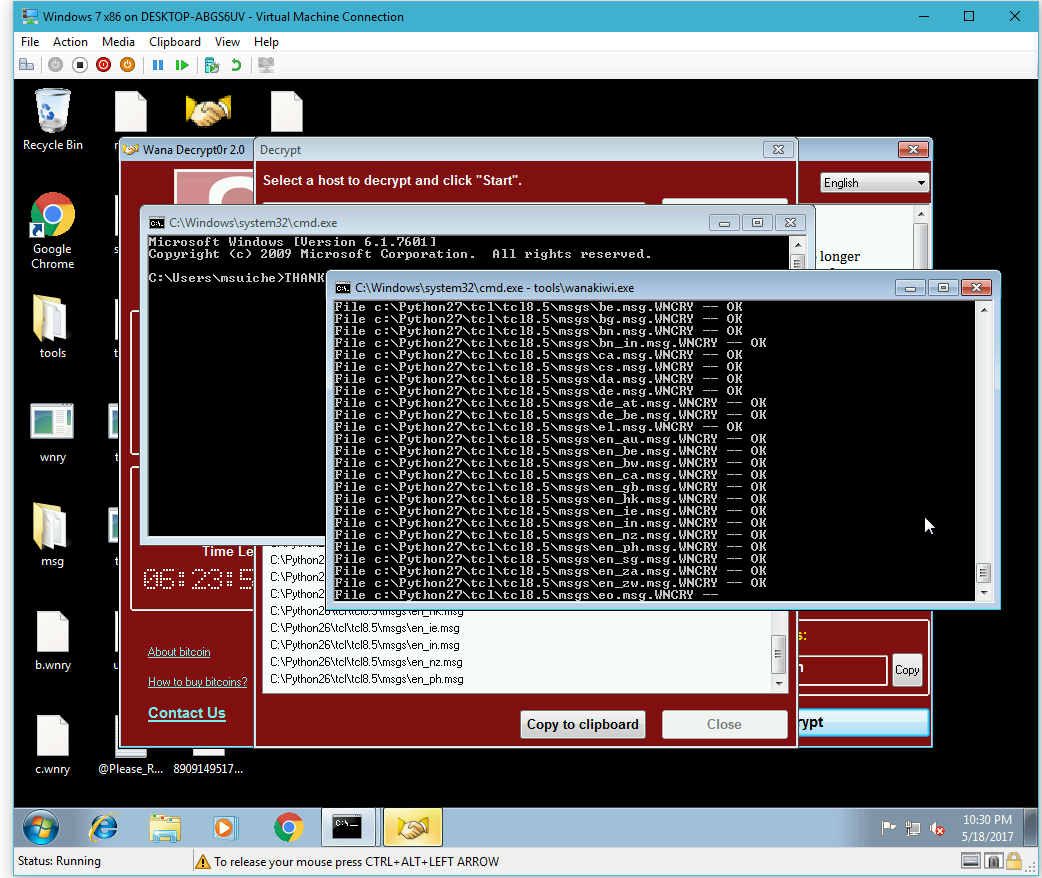 Windows 7 x86 on DESKTOP-ABGS6UV - Virtual Machine Connection
File Action Media Clipboard View Help
Recycle Bin
Google
Chrome
tools
wnry
msg
b.wnry
c.wnry
@Please_R...
8909149517...
Wana Decrypt0r 2.0
Decrypt
Select a host to decrypt and click "Start".
English
longer
C:\Windows\system32\cmd.exe
Microsoft Windows [Version 6.1.7601]
Copyright (c) 2009 Microsoft Corporation. All rights reserved.
C:\Users\msuiche>THANK
C:\Windows\system32\cmd.exe - tools\wanakiwi.exe
File c:\Python27\tcl\tcl8.5\msgs\be.msg.WNCRY -- OK
File c:\Python27\tcl\tcl8.5\msgs\bg.msg.WNCRY -- OK
File c:\Python27\tcl\tcl8.5\msgs\bn.msg.WNCRY -- OK
File c:\Python27\tcl\tcl8.5\msgs\bn_in.msg.WNCRY -- OK
File c:\Python27\tcl\tcl8.5\msgs\ca.msg.WNCRY -- OK
File c:\Python27\tcl\tcl8.5\msgs\cs.msg.WNCRY -- OK
File c:\Python27\tcl\tcl8.5\msgs\da.msg.WNCRY -- OK
File c:\Python27\tcl\tcl8.5\msgs\de.msg.WNCRY -- OK
File c:\Python27\tcl\tcl8.5\msgs\de_at.msg.WNCRY -- OK
File c:\Python27\tcl\tcl8.5\msgs\de_be.msg.WNCRY -- OK
File c:\Python27\tcl\tcl8.5\msgs\el.msg.WNCRY -- OK
File c:\Python27\tcl\tcl8.5\msgs\en_au.msg.WNCRY -- OK
File c:\Python27\tcl\tcl8.5\msgs\en_be.msg.WNCRY -- OK
File c:\Python27\tcl\tcl8.5\msgs\en_bw.msg.WNCRY -- OK
File c:\Python27\tcl\tcl8.5\msgs\en_ca.msg.WNCRY -- OK
File c:\Python27\tcl\tcl8.5\msgs\en_gb.msg.WNCRY -- OK
File c:\Python27\tcl\tcl8.5\msgs\en_hk.msg.WNCRY -- OK
File c:\Python27\tcl\tcl8.5\msgs\en_ie.msg.WNCRY -- OK
File c:\Python27\tcl\tcl8.5\msgs\en_in.msg.WNCRY -- OK
File c:\Python27\tcl\tcl8.5\msgs\en_nz.msg.WNCRY -- OK
File c:\Python27\tcl\tcl8.5\msgs\en_ph.msg.WNCRY -- OK
File c:\Python27\tcl\tcl8.5\msgs\en_sg.msg.WNCRY -- OK
File c:\Python27\tcl\tcl8.5\msgs\en_za.msg.WNCRY -- OK
File c:\Python27\tcl\tcl8.5\msgs\en_zw.msg.WNCRY -- OK
File c:\Python27\tcl\tcl8.5\msgs\eo.msg.WNCRY --
Time Le
06:23:5
C:\Python2
C:\Python2
C:\Python2
C:\Python26\tcl\tcl8.5\msgs\en_hk.msg
C:\Python26\tcl\tcl8.5\msgs\en_ie.msg
C:\Python26\tcl\tcl8.5\msgs\en_in.msg
C:\Python26\tcl\tcl8.5\msgs\en_nz.msg
C:\Python26\tcl\tcl8.5\msgs\en_ph.msg
About bitcoin
How to buy bitcoins?
Contact Us
Copy
Copy to clipboard
Close
rypt
10:30 PM
5/18/2017
Status: Running
To release your mouse press CTRL+ALT+LEFT ARROW